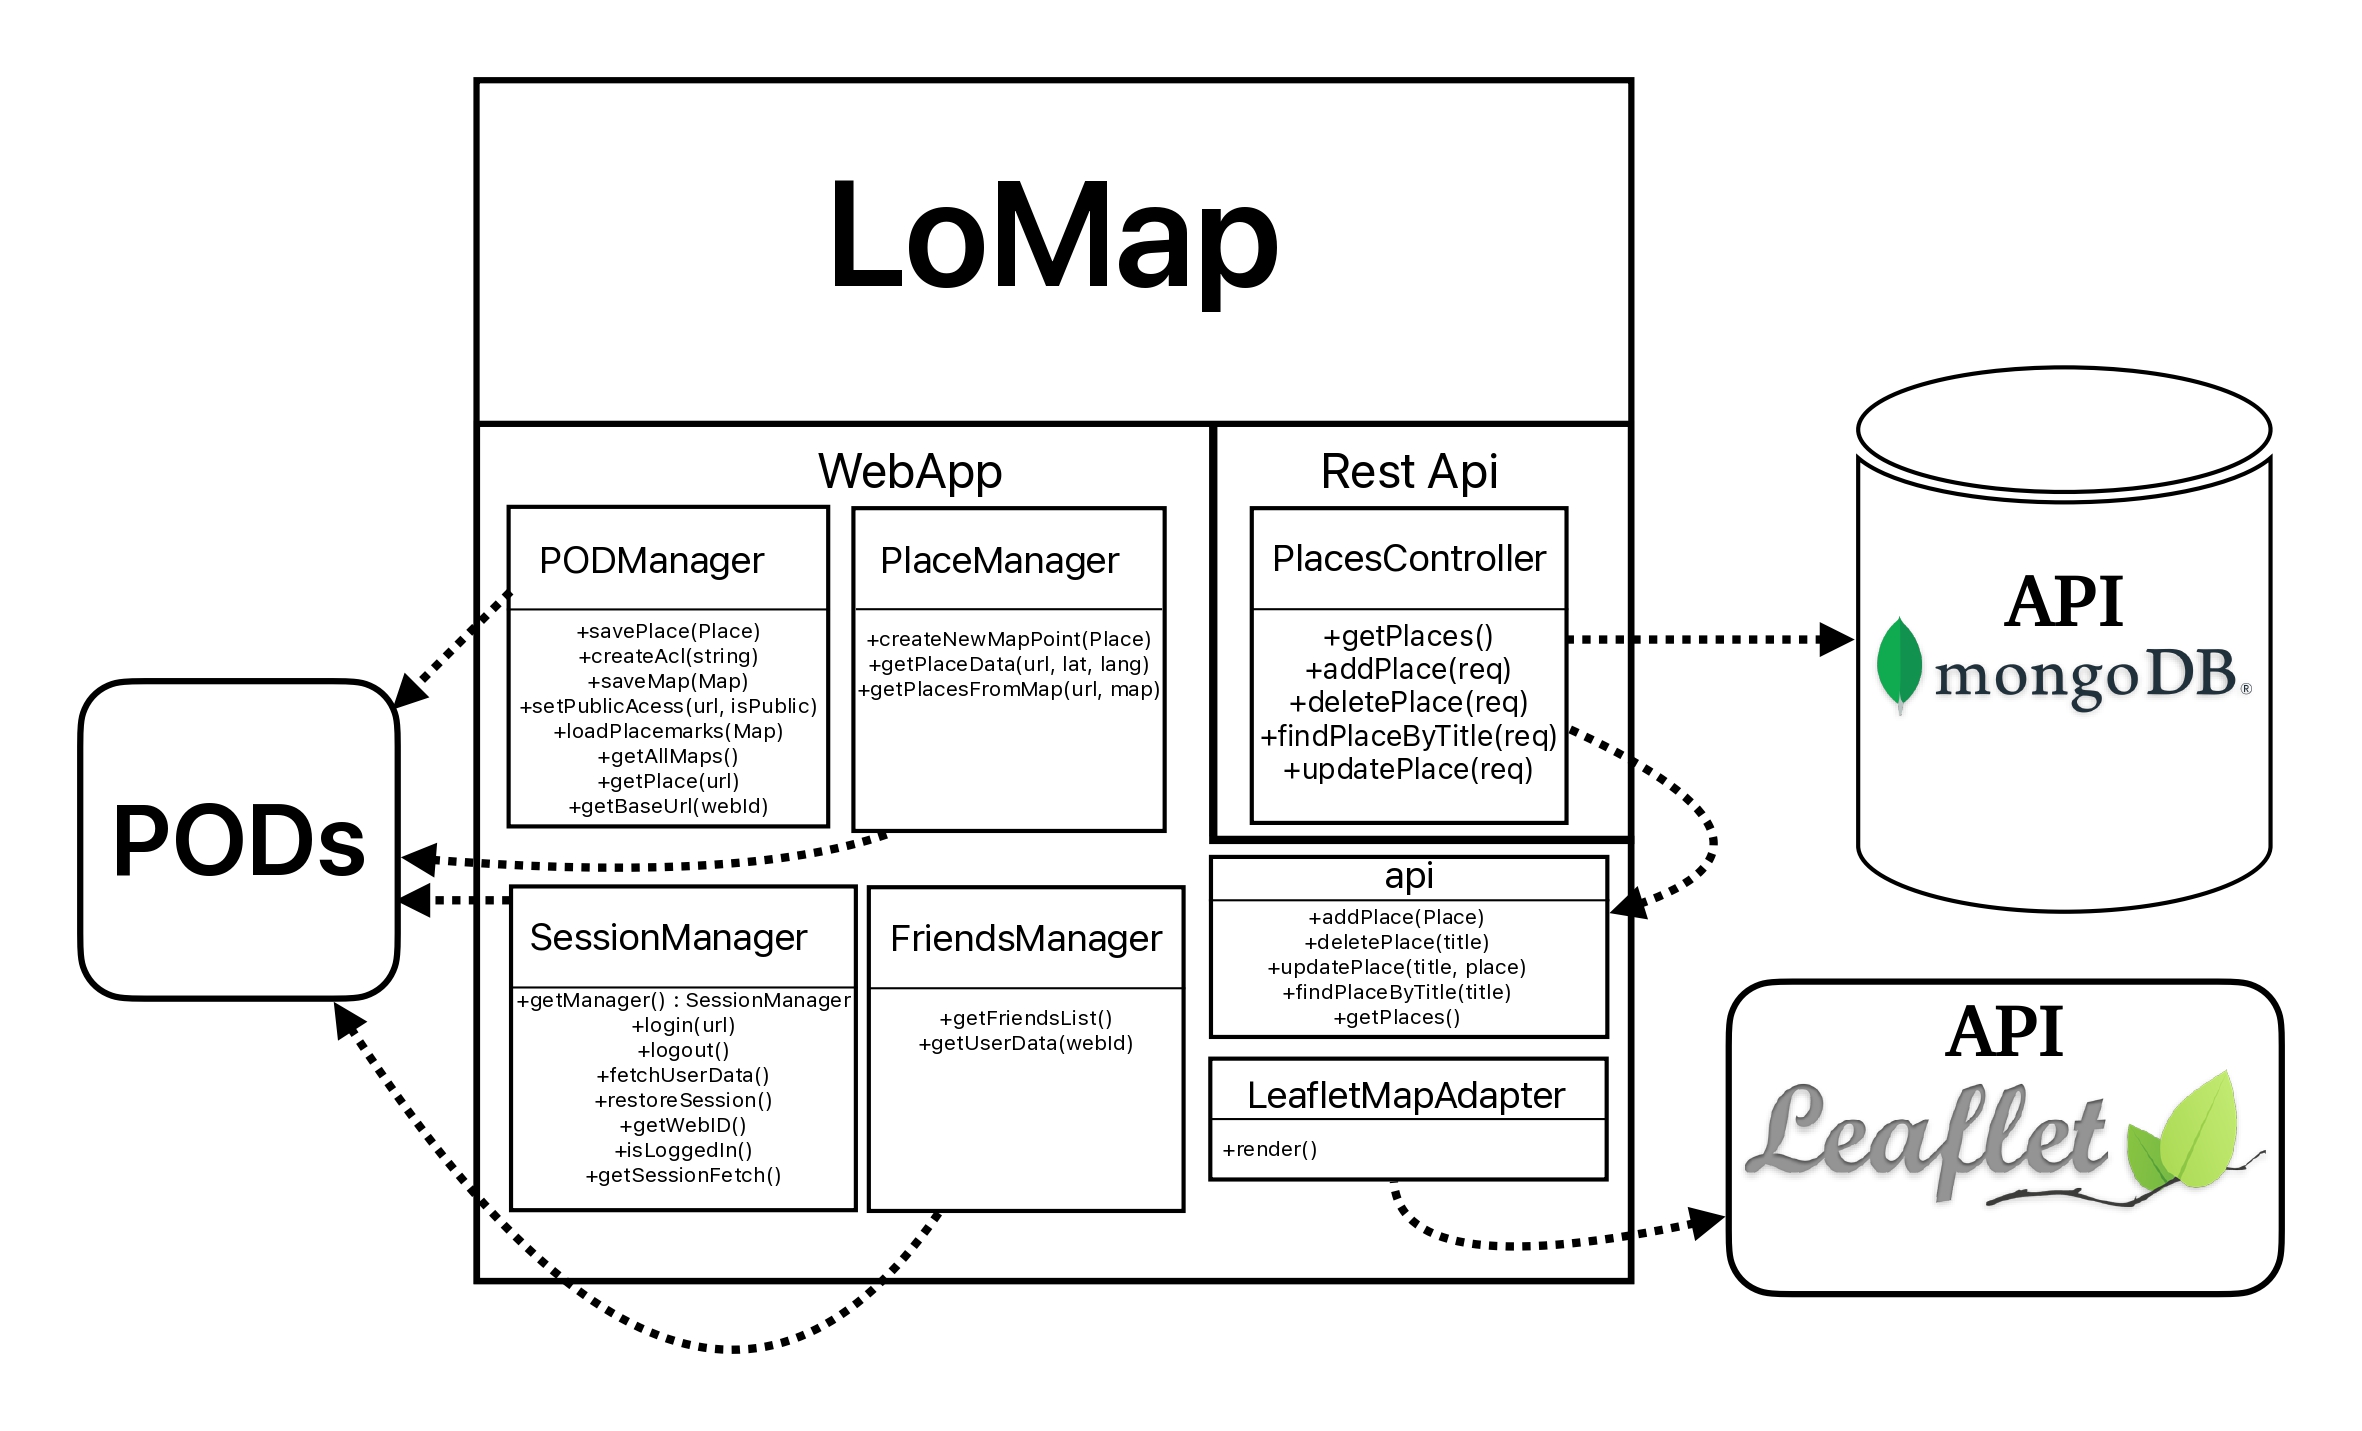 LoMap
WebApp
PODManager
+savePlace(Place)
+createAcl(string)
+saveMap(Map)
+setPublicAcess(url, isPublic)
+loadPlacemarks(Map)
+getAllMaps()
+getPlace(url)
+getBaseUrl(webId)
PlaceManager
+createNewMapPoint(Place)
+getPlaceData(url, lat, lang)
+getPlacesFromMap(url, map)
Rest Api
PlacesController
+getPlaces()
+addPlace(req)
+deletePlace(req)
+findPlaceByTitle(req)
+updatePlace(req)
API
mongoDB®
PODs
SessionManager
+getManager() : SessionManager
+login(url)
+logout()
+fetchUserData()
+restoreSession()
+getWebID()
+isLoggedIn()
+getSessionFetch()
FriendsManager
+getFriendsList()
+getUserData(webId)
api
+addPlace(Place)
+deletePlace(title)
+updatePlace(title, place)
+findPlaceByTitle(title)
+getPlaces()
LeafletMapAdapter
+render()
API
Leaflet